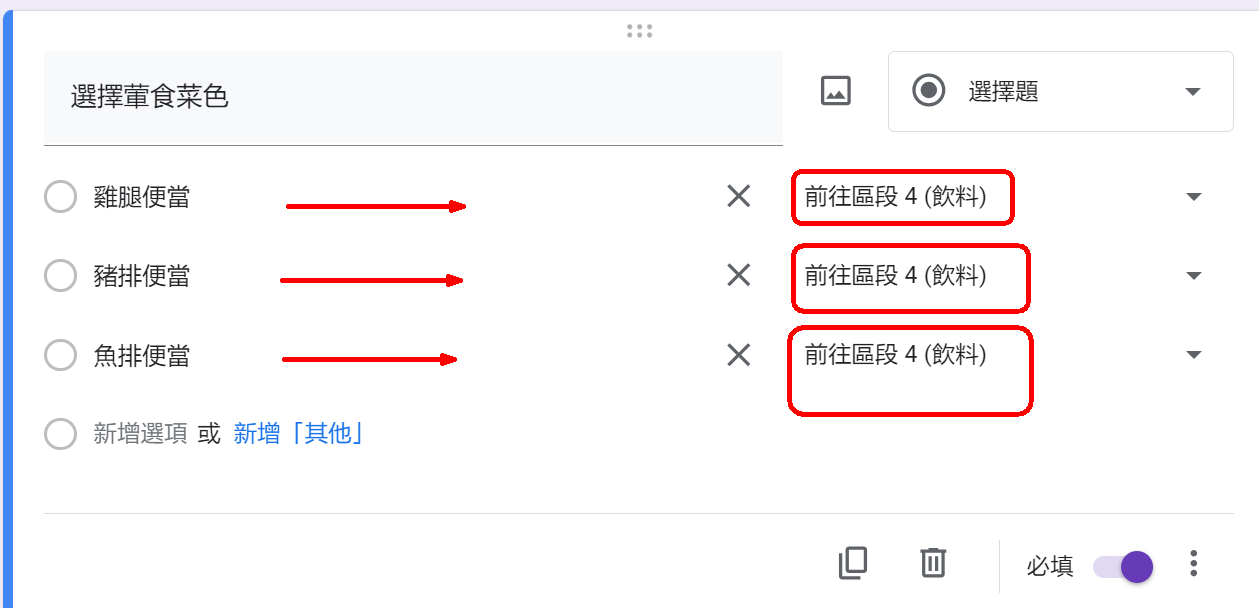 選擇葷食菜色
選擇題
雞腿便當
前往區段 4 (飲料)
豬排便當
前往區段 4 (飲料)
魚排便當
前往區段 4 (飲料)
新增選項 或 新增「其他」
必填